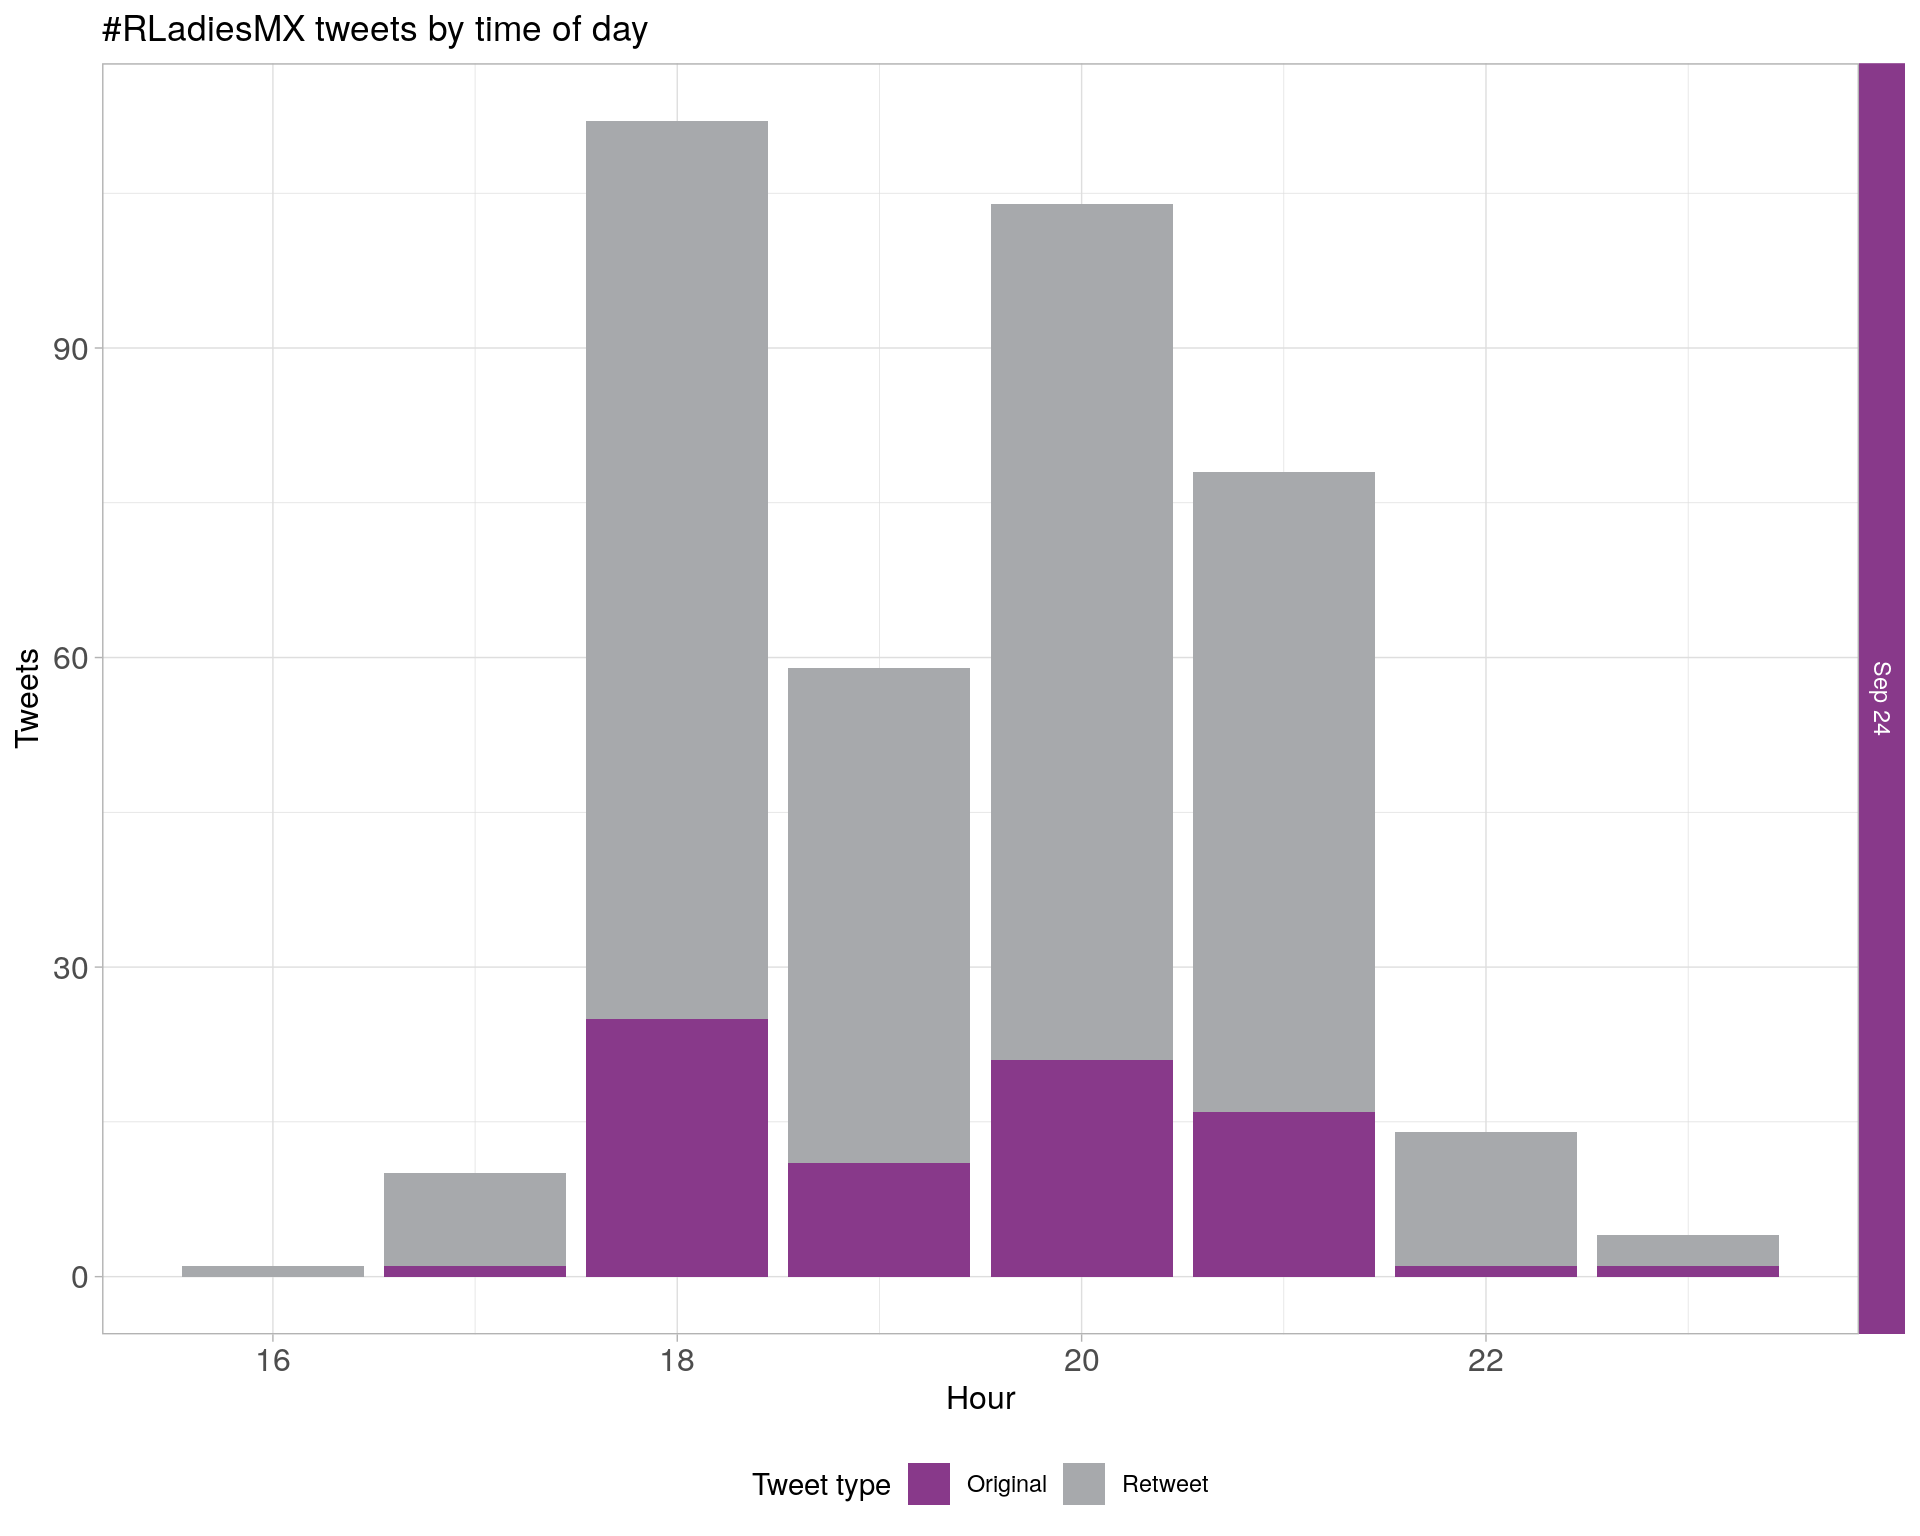 #RLadiesMX tweets by time of day
90
60
30
0
Tweets
Sep 24
16 18 20 22
Hour
Tweet type Original Retweet